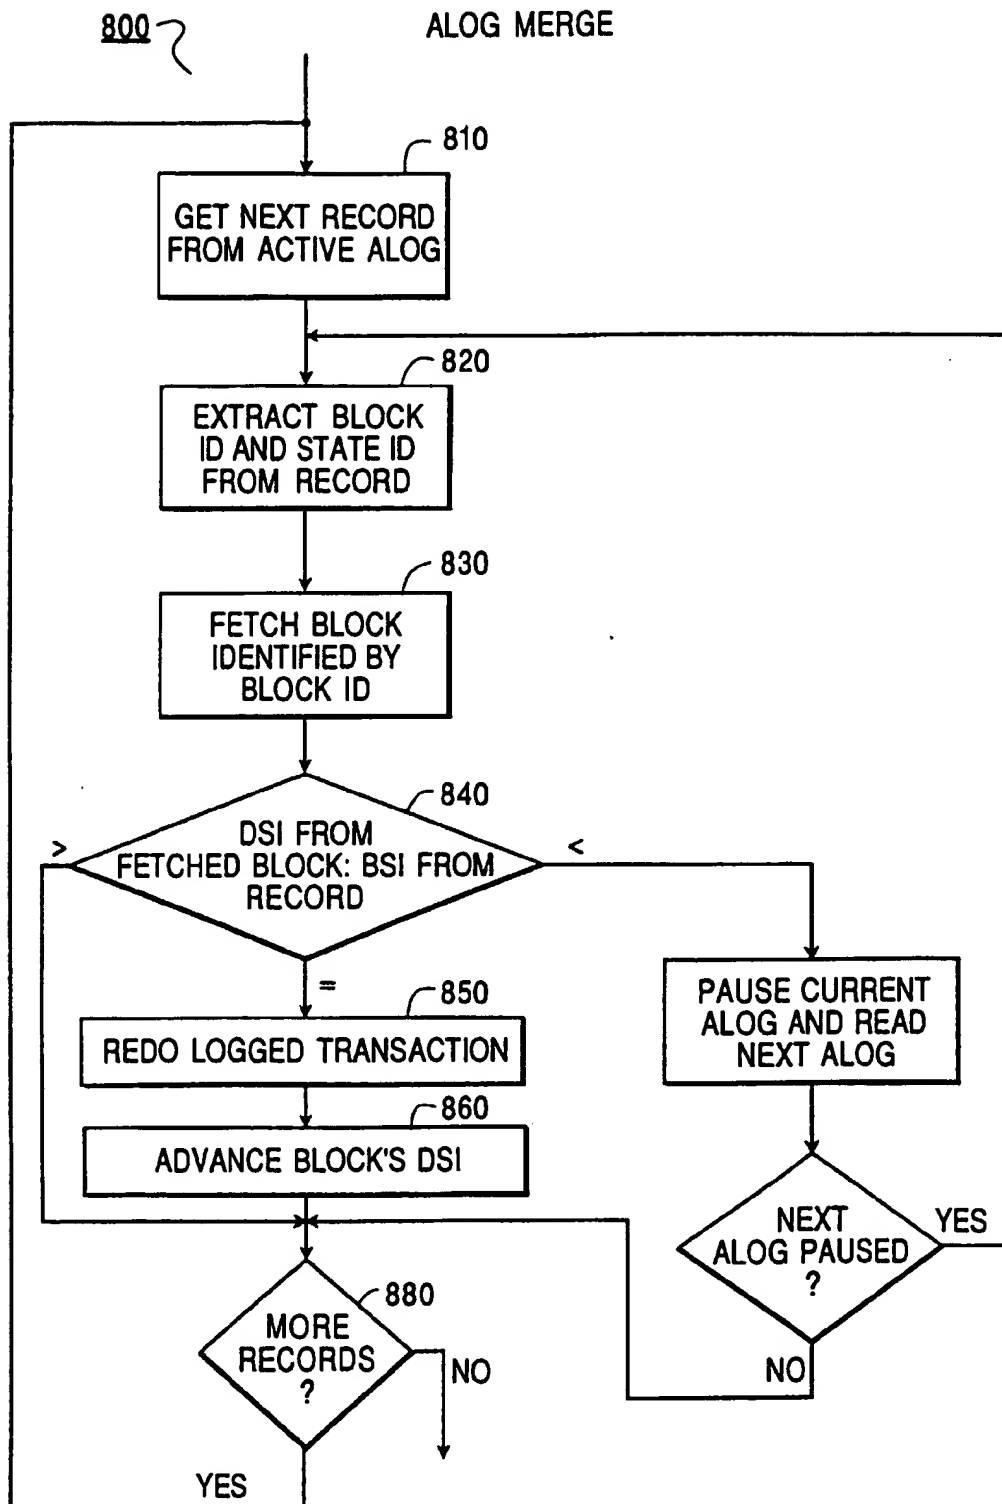 800
ALOG MERGE
810
GET NEXT RECORD
FROM ACTIVE ALOG
820
EXTRACT BLOCK
ID AND STATE ID
FROM RECORD
830
FETCH BLOCK
IDENTIFIED BY
BLOCK ID
840
>
DSI FROM
FETCHED BLOCK: BSI FROM
RECORD
<
=
850
REDO LOGGED TRANSACTION
PAUSE CURRENT
ALOG AND READ
NEXT ALOG
860
ADVANCE BLOCK'S DSI
NEXT
ALOG PAUSED
?
YES
NO
880
MORE
RECORDS
?
NO
YES